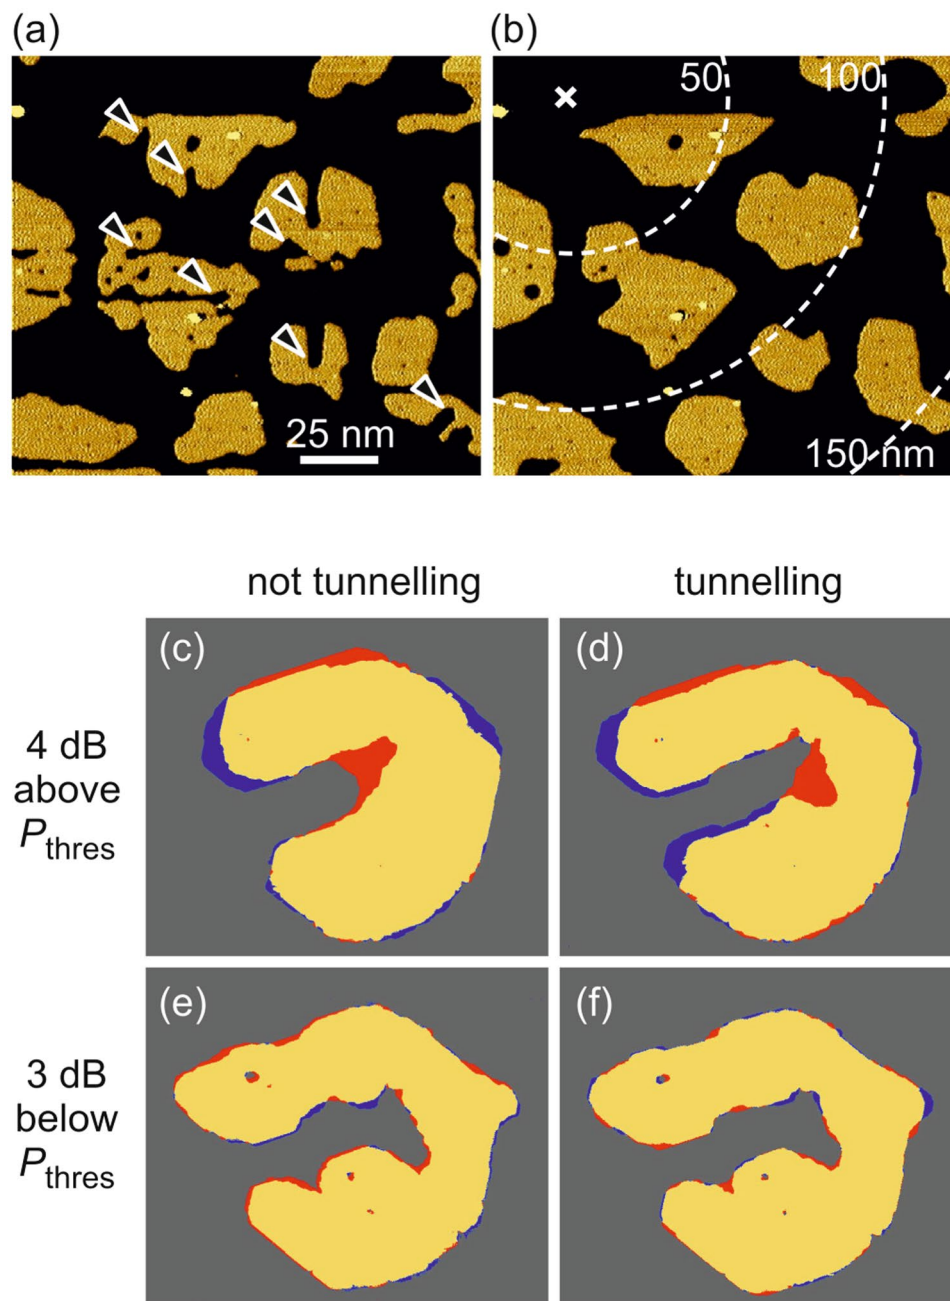 (a)
(b)
50
100
25 nm
150 nm
not tunnelling
tunnelling
(c)
(d)
4 dB
above
Pthres
(e)
(f)
3 dB
below
Pthres